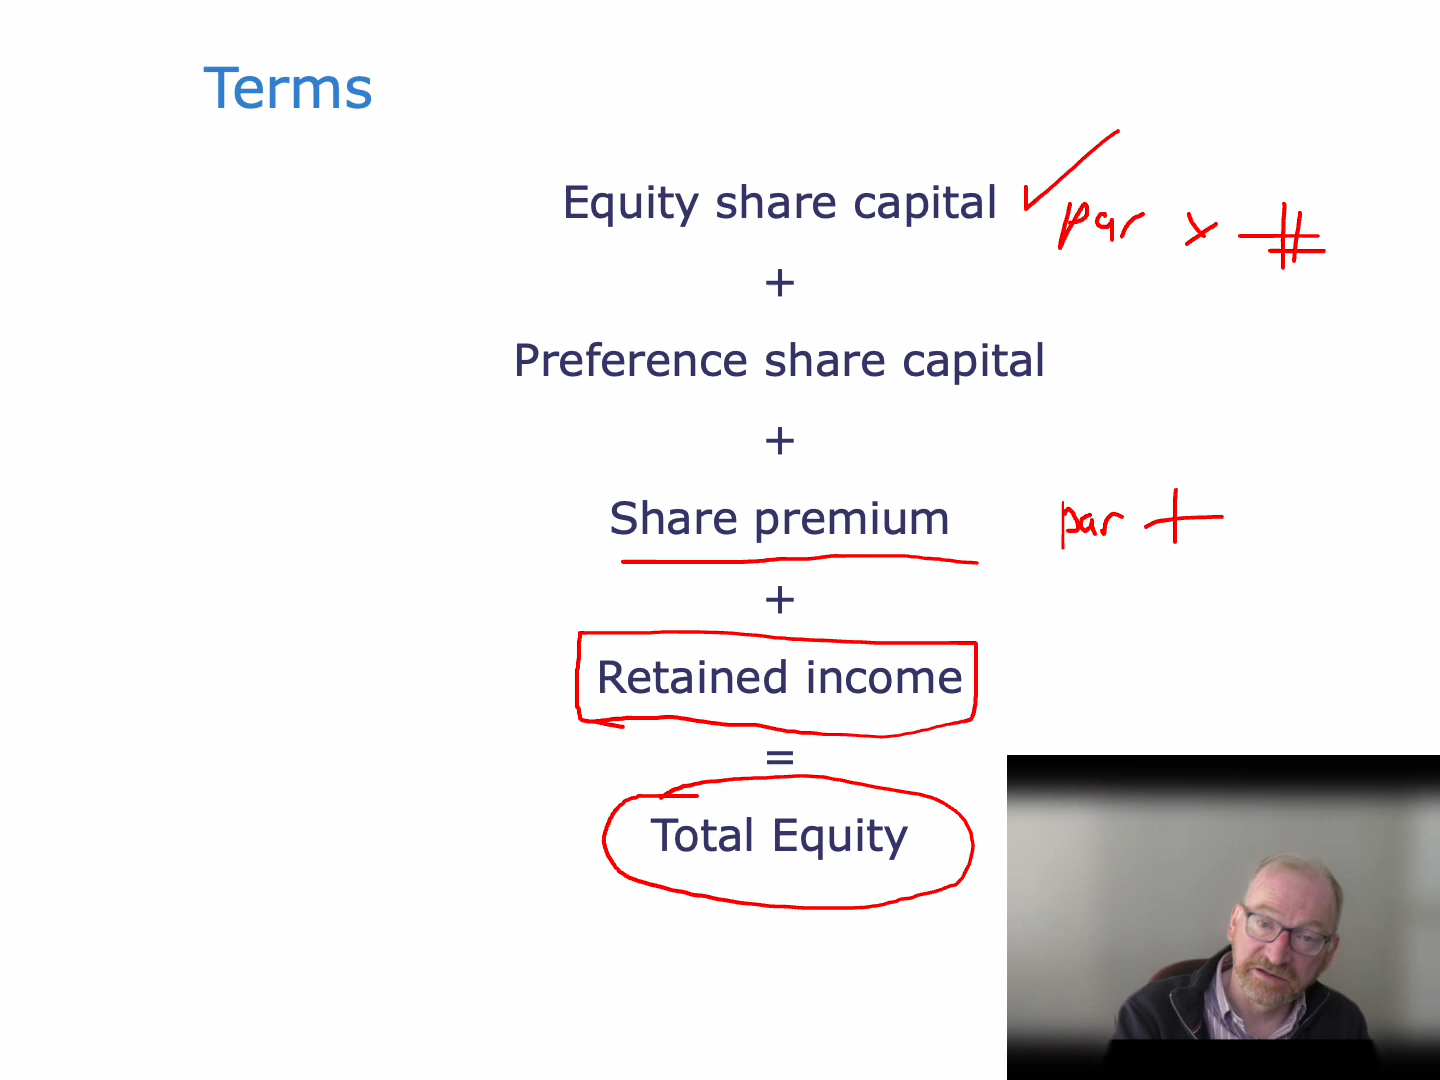 Terms
Equity share capital par x #
+
Preference share capital
+
Share premium par +
+
Retained income
=
Total Equity